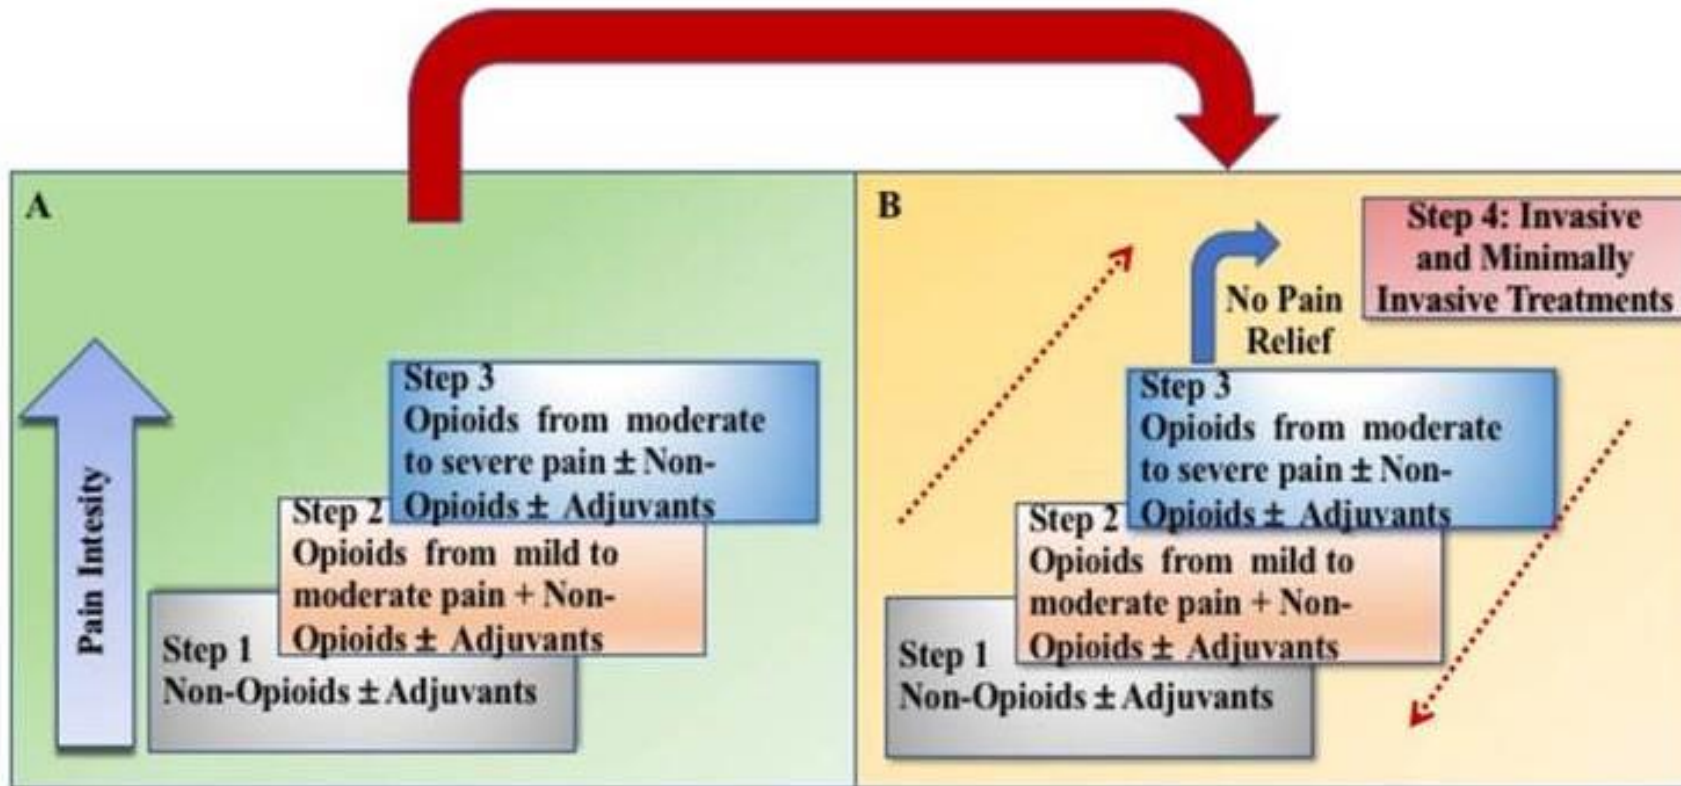 A
Pain Intesity
Step 3
Opioids from moderate
to severe pain ± Non-
Opioids ± Adjuvants
Step 2
Opioids from mild to
moderate pain + Non-
Opioids ± Adjuvants
Step 1
Non-Opioids ± Adjuvants
B
Step 4: Invasive
and Minimally
Invasive Treatments
No Pain
Relief
Step 3
Opioids from moderate
to severe pain ± Non-
Opioids ± Adjuvants
Step 2
Opioids from mild to
moderate pain + Non-
Opioids ± Adjuvants
Step 1
Non-Opioids ± Adjuvants